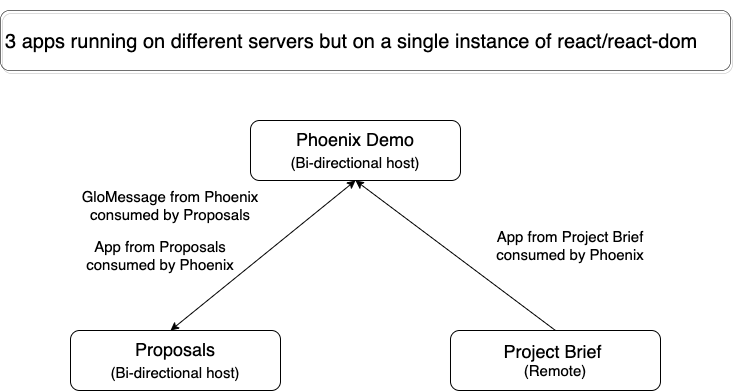 3 apps running on different servers but on a single instance of react/react-dom
Phoenix Demo
(Bi-directional host)
GloMessage from Phoenix
consumed by Proposals
App from Proposals
consumed by Phoenix
App from Project Brief
consumed by Phoenix
Proposals
(Bi-directional host)
Project Brief
(Remote)